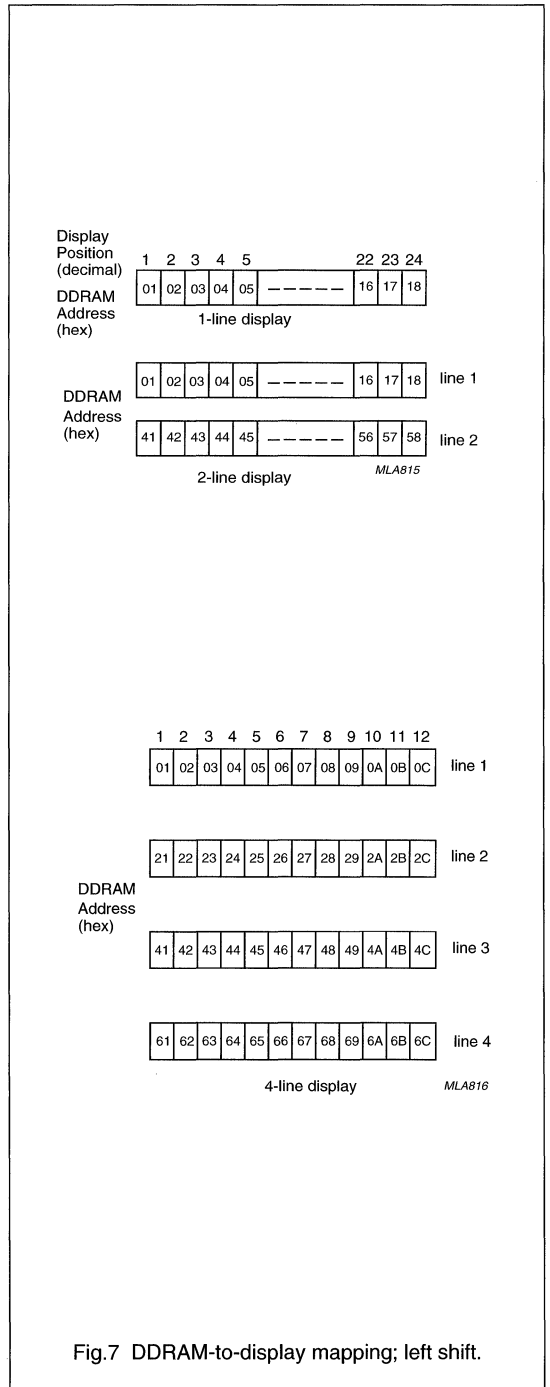 Display
Position
(decimal)
1 2 3 4 5 22 23 24
DDRAM
Address
(hex)
01 02 03 04 05 ————— 16 17 18
1-line display
DDRAM
Address
(hex)
01 02 03 04 05 ————— 16 17 18 line 1
41 42 43 44 45 ————— 56 57 58 line 2
2-line display
MLA815
1 2 3 4 5 6 7 8 9 10 11 12
01 02 03 04 05 06 07 08 09 0A 0B 0C line 1
21 22 23 24 25 26 27 28 29 2A 2B 2C line 2
DDRAM
Address
(hex)
41 42 43 44 45 46 47 48 49 4A 4B 4C line 3
61 62 63 64 65 66 67 68 69 6A 6B 6C line 4
4-line display
MLA816
Fig.7 DDRAM-to-display mapping; left shift.